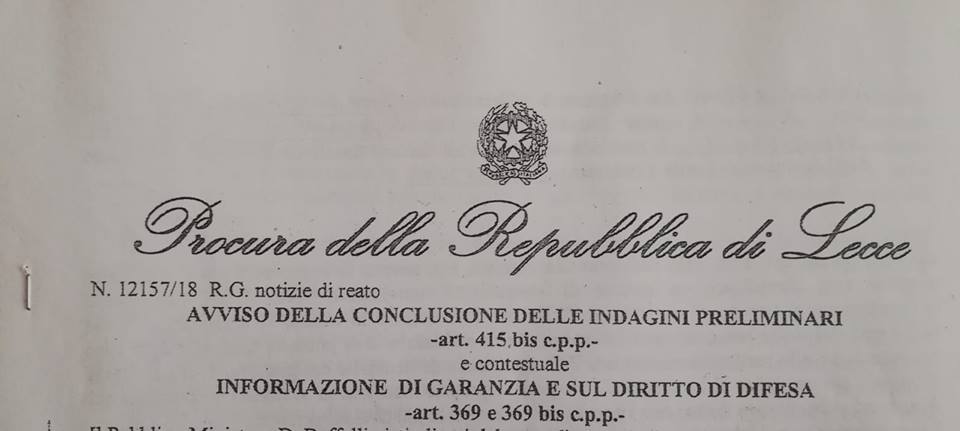 Procura della Repubblica di Lecce
N. 12157/18 R.G. notizie di reato
AVVISO DELLA CONCLUSIONE DELLE INDAGINI PRELIMINARI
-art. 415 bis c.p.p.-
e contestuale
INFORMAZIONE DI GARANZIA E SUL DIRITTO DI DIFESA
-art. 369 e 369 bis c.p.p.-